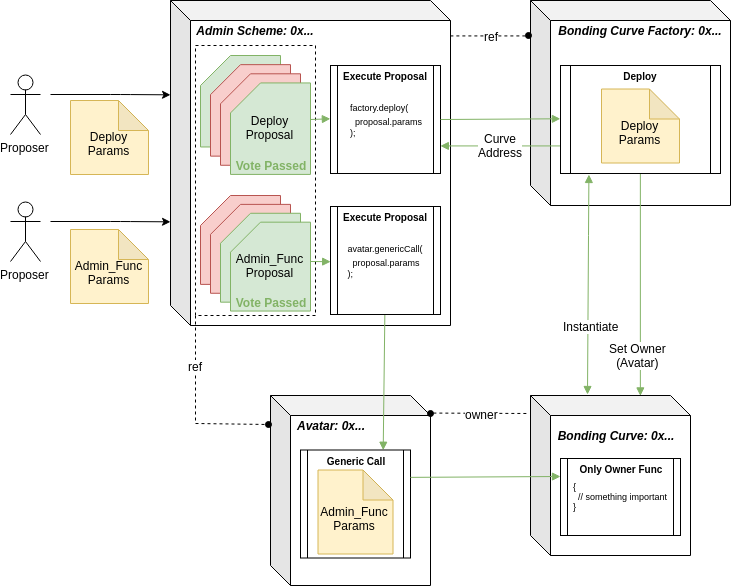 Admin Scheme: 0x...
ref
Bonding Curve Factory: 0x...
Proposer
Deploy
Params
Deploy
Proposal
Vote Passed
Execute Proposal
factory.deploy(
proposal.params
);
Curve
Address
Deploy
Deploy
Params
Proposer
Admin_Func
Params
Admin_Func
Proposal
Vote Passed
Execute Proposal
avatar.genericCall(
proposal.params
);
Instantiate
Set Owner
(Avatar)
ref
Avatar: 0x...
owner
Generic Call
Admin_Func
Params
Bonding Curve: 0x...
Only Owner Func
{
// something important
}